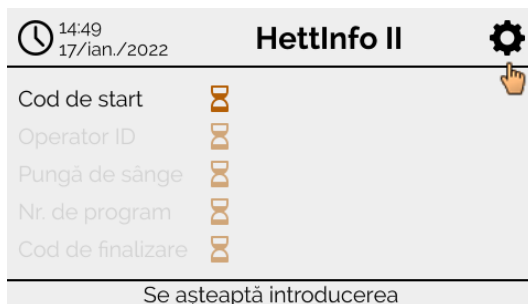 14:49
17/ian./2022
HettInfo II
Cod de start
Operator ID
Pungă de sânge
Nr. de program
Cod de finalizare
Se așteaptă introducerea